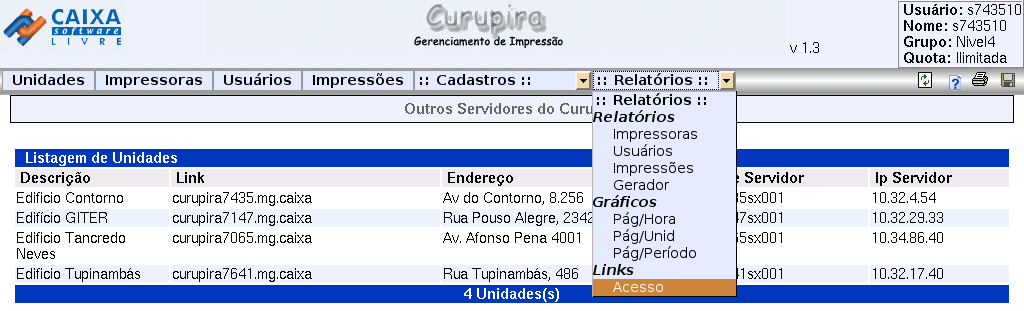 CAIXA
software
LIVRE
Curupira
Gerenciamento de Impressão
v 1.3
Usuário: s743510
Nome: s743510
Grupo: Nivel4
Quota: Ilimitada
Unidades Impressoras Usuários Impressões :: Cadastros :: :: Relatórios ::
Outros Servidores do Curu
:: Relatórios ::
Relatórios
Impressoras
Usuários
Impressões
Gerador
Gráficos
Pág/Hora
Pág/Unid
Pág/Período
Links
Acesso
Listagem de Unidades
Descrição Link Endereço e Servidor Ip Servidor
Edificio Contorno curupira7435.mg.caixa Av do Contorno, 8.256 35sx001 10.32.4.54
Edifício GITER curupira7147.mg.caixa Rua Pouso Alegre, 2342 47sx001 10.32.29.33
Edificio Tancredo Neves curupira7065.mg.caixa Av. Afonso Pena 4001 65sx001 10.34.86.40
Edificio Tupinambás curupira7641.mg.caixa Rua Tupinambás, 486 41sx001 10.32.17.40
4 Unidades(s)